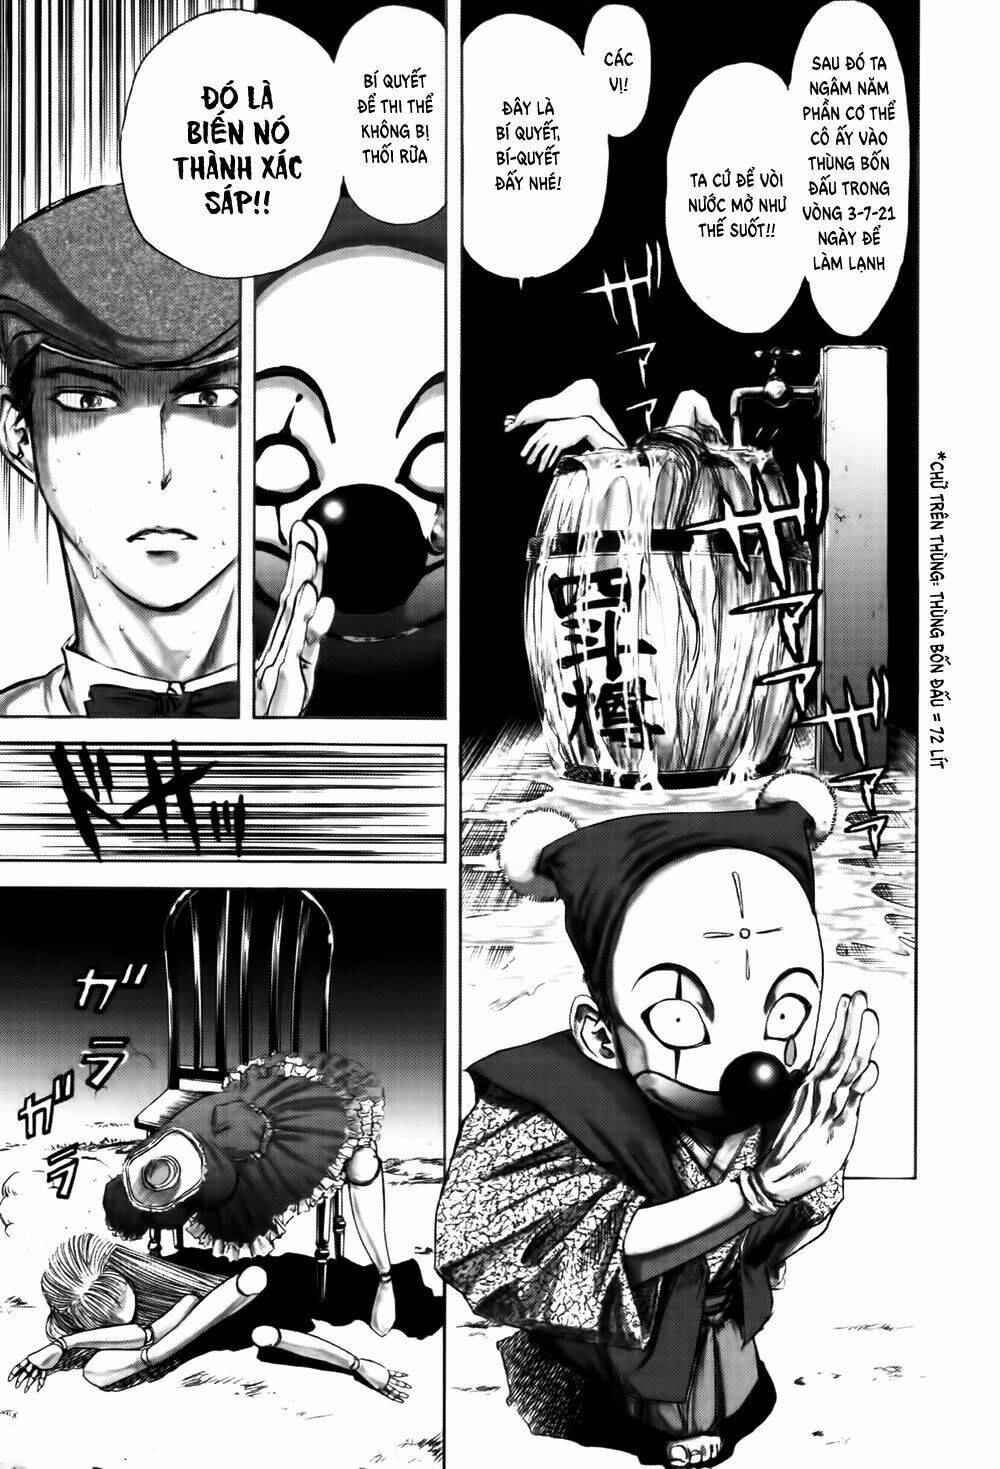 SAU ĐÓ TA
NGÂM NĂM
PHẦN CƠ THỂ
CÔ ẤY VÀO
THÙNG BỐN
ĐẤU TRONG
VÒNG 3-7-21
NGÀY ĐỂ
LÀM LẠNH
TA CỨ ĐỂ VÒI
NƯỚC MỞ NHƯ
THẾ SUỐT!!
CÁC
VỊ!
ĐÂY LÀ
BÍ QUYẾT,
BÍ-QUYẾT
ĐẤY NHÉ!
四斗樽
*CHỮ TRÊN THÙNG: THÙNG BỐN ĐẤU = 72 LÍT
BÍ QUYẾT
ĐỂ THI THỂ
KHÔNG BỊ
THỐI RỮA
ĐÓ LÀ
BIẾN NÓ
THÀNH XÁC
SÁP!!
ガラ
ガラ